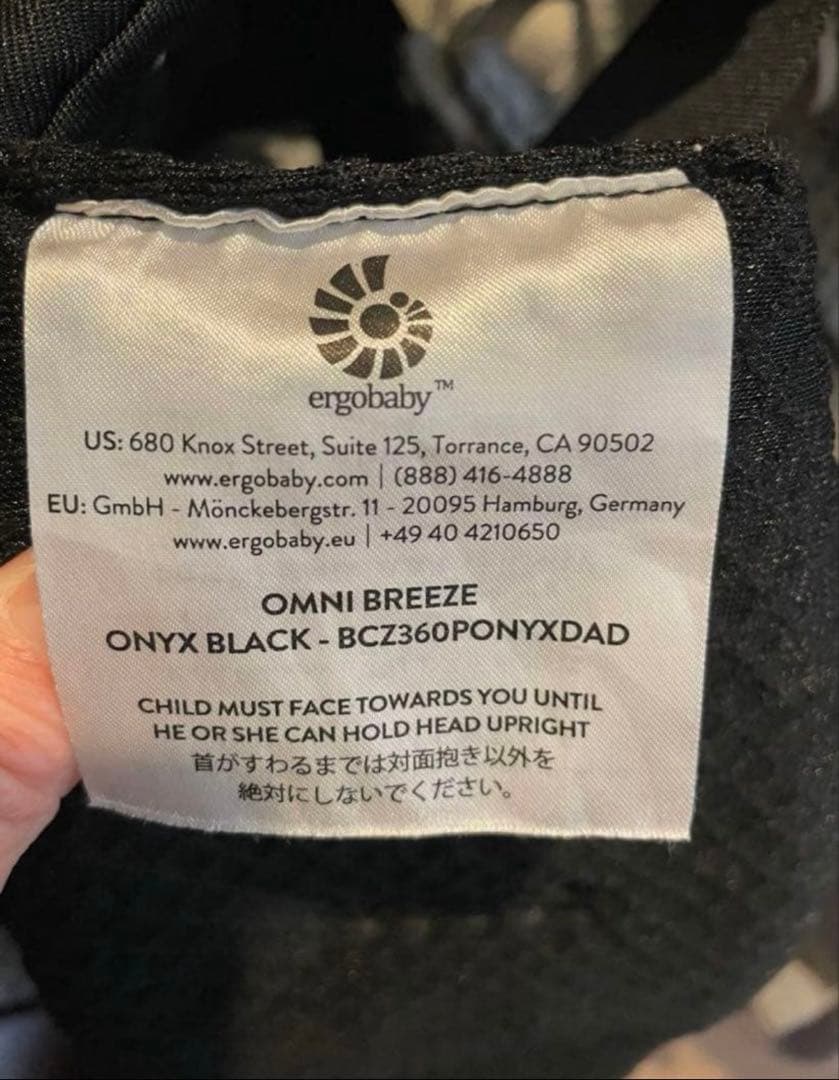 ergobaby™
US: 680 Knox Street, Suite 125, Torrance, CA 90502
www.ergobaby.com | (888) 416-4888
EU: GmbH - Mönckebergstr. 11 - 20095 Hamburg, Germany
www.ergobaby.eu | +49 40 4210650
OMNI BREEZE
ONYX BLACK - BCZ360PONYXDAD
CHILD MUST FACE TOWARDS YOU UNTIL
HE OR SHE CAN HOLD HEAD UPRIGHT
首がすわるまでは対面抱き以外を
絶対にしないでください。